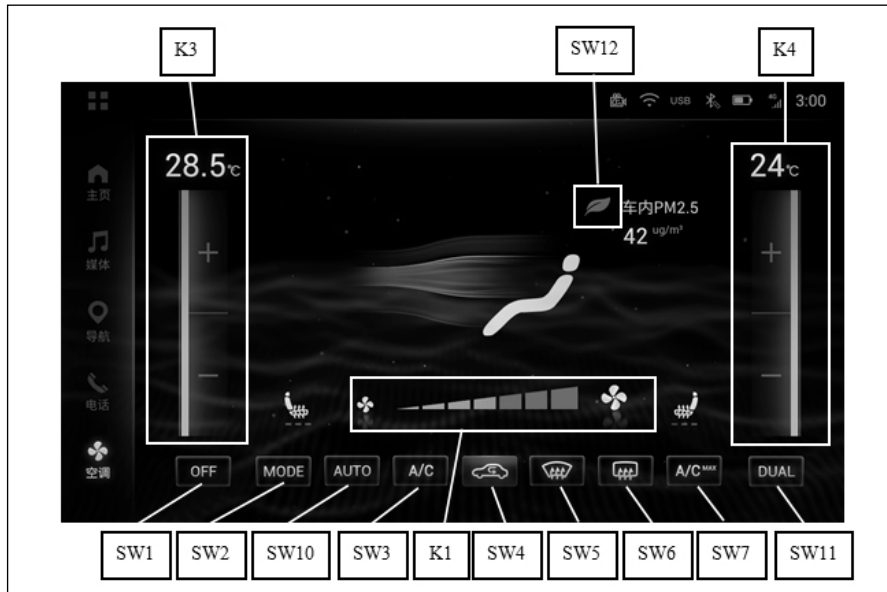 K3
SW12
K4
USB
4G
3:00
28.5℃
24℃
主页
车内PM2.5
42 ug/m³
媒体
导航
电话
空调
OFF
MODE
AUTO
A/C
A/C MAX
DUAL
SW1
SW2
SW10
SW3
K1
SW4
SW5
SW6
SW7
SW11